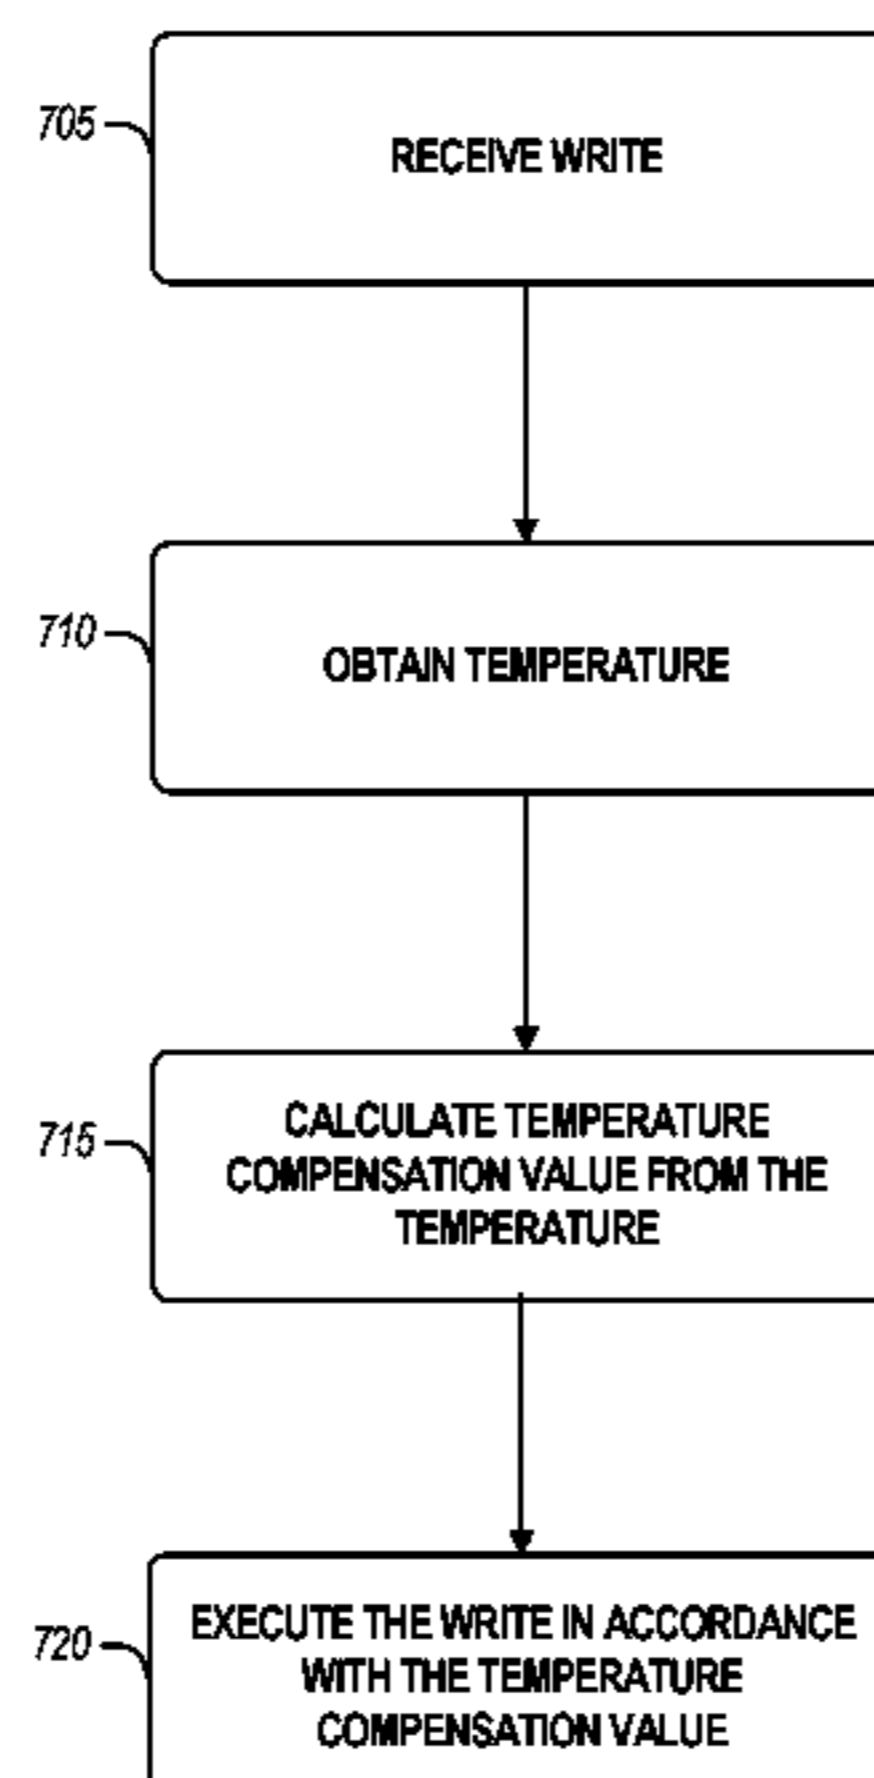 705
RECEIVE WRITE
710
OBTAIN TEMPERATURE
715
CALCULATE TEMPERATURE
COMPENSATION VALUE FROM THE
TEMPERATURE
720
EXECUTE THE WRITE IN ACCORDANCE
WITH THE TEMPERATURE
COMPENSATION VALUE